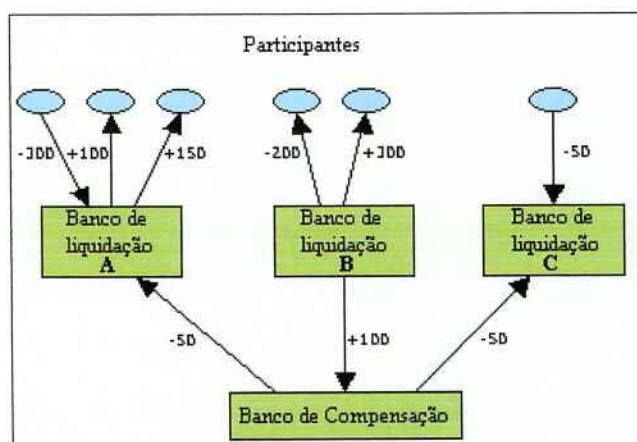 Participantes
-300
+100
+150
-200
+300
-50
Banco de
liquidação
A
Banco de
liquidação
B
Banco de
liquidação
C
-50
+100
-50
Banco de Compensação